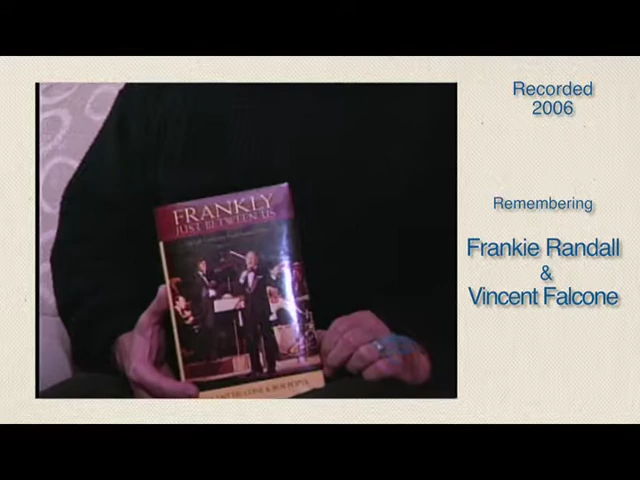 Recorded
2006
Remembering
Frankie Randall
&
Vincent Falcone
FRANKLY
JUST BETWEEN US